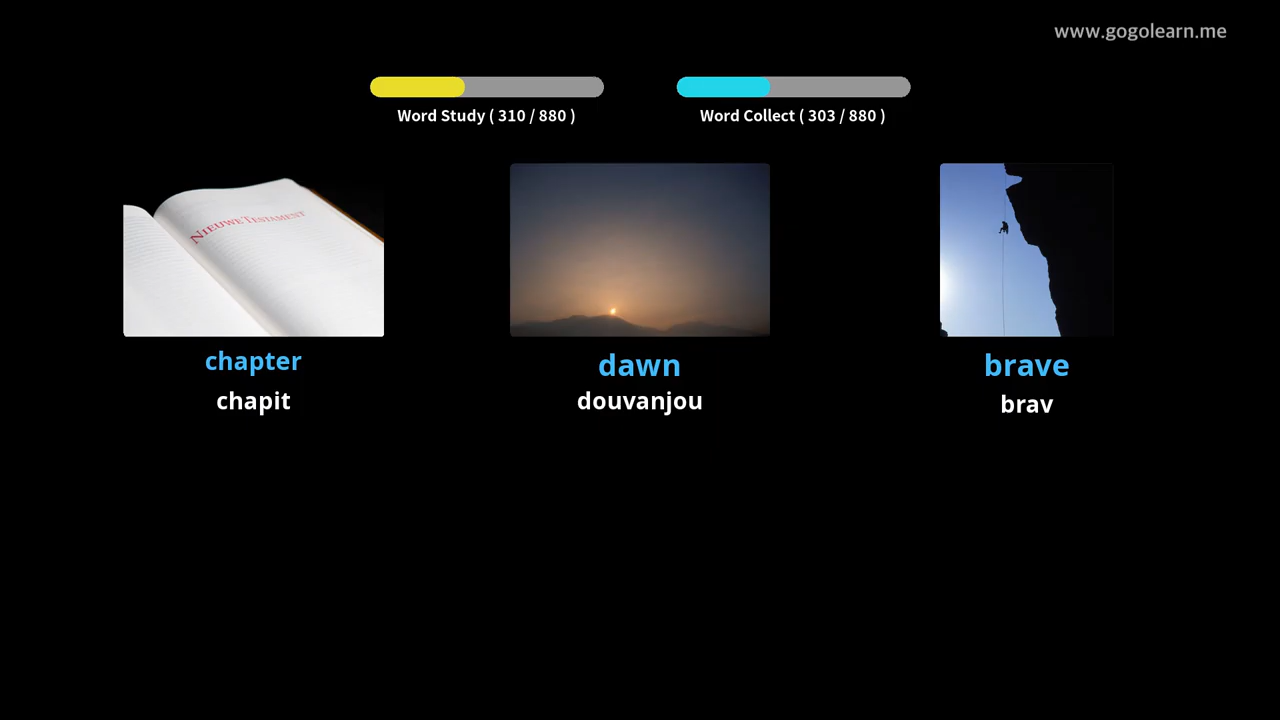 www.gogolearn.me
Word Study ( 310 / 880 )
Word Collect ( 303 / 880 )
NIEUWE TESTAMENT
chapter
chapit
dawn
douvanjou
brave
brav